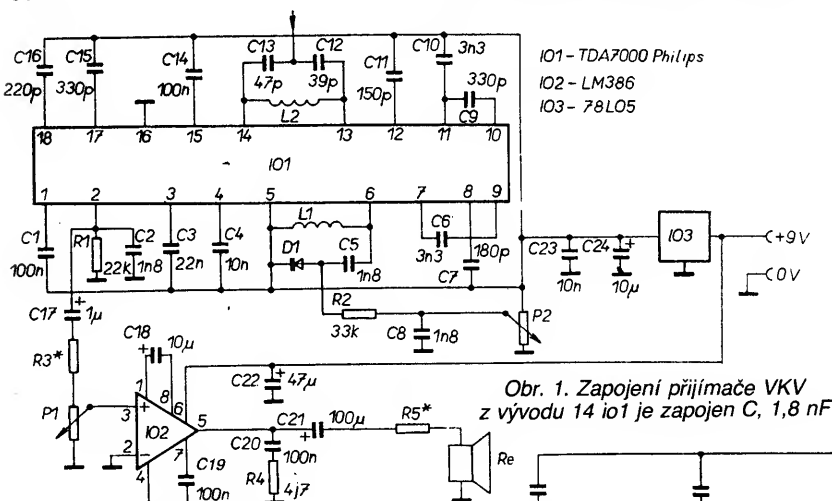 C16
C15
C14
C13
C12
C11
C10
3n3
330p
C9
220p
330p
100n
47p
39p
150p
L2
IO1 - TDA7000 Philips
IO2 - LM386
IO3 - 78L05
18 17 16 15 14 13 12 11 10
IO1
1 2 3 4 5 6 7 8 9
C1
100n
R1
22k
C2
1n8
C3
22n
C4
10n
L1
D1
C5
1n8
C6
3n3
180p
C7
C23
10n
C24
+
10µ
IO3
+9V
0V
R2
33k
C8
1n8
P2
C17
+
1µ
R3*
P1
C18
+
10µ
1
8
6
3
+
IO2
5
2
-
7
4
C19
100n
C22
+
47µ
C21
+
100µ
C20
100n
R4
4j7
R5*
Re
Obr. 1. Zapojení přijímače VKV
z vývodu 14 io1 je zapojen C, 1,8 nF